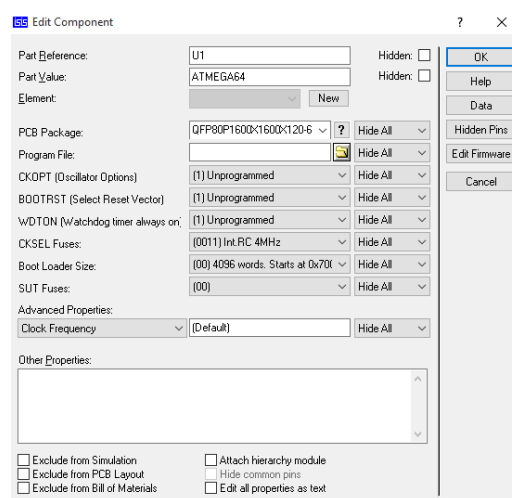 ISIS Edit Component ? ×
Part Reference: U1 Hidden:
Part Value: ATMEGA64 Hidden:
Element: New
PCB Package: QFP80P1600X1600X120-6 ? Hide All
Program File: Hide All
CKOPT (Oscillator Options) (1) Unprogrammed Hide All
BOOTRST (Select Reset Vector) (1) Unprogrammed Hide All
WDTON (Watchdog timer always on) (1) Unprogrammed Hide All
CKSEL Fuses: (0011) Int.RC 4MHz Hide All
Boot Loader Size: (00) 4096 words. Starts at 0x70( Hide All
SUT Fuses: (00) Hide All
Advanced Properties:
Clock Frequency (Default) Hide All
Other Properties:
Exclude from Simulation Attach hierarchy module
Exclude from PCB Layout Hide common pins
Exclude from Bill of Materials Edit all properties as text
OK
Help
Data
Hidden Pins
Edit Firmware
Cancel